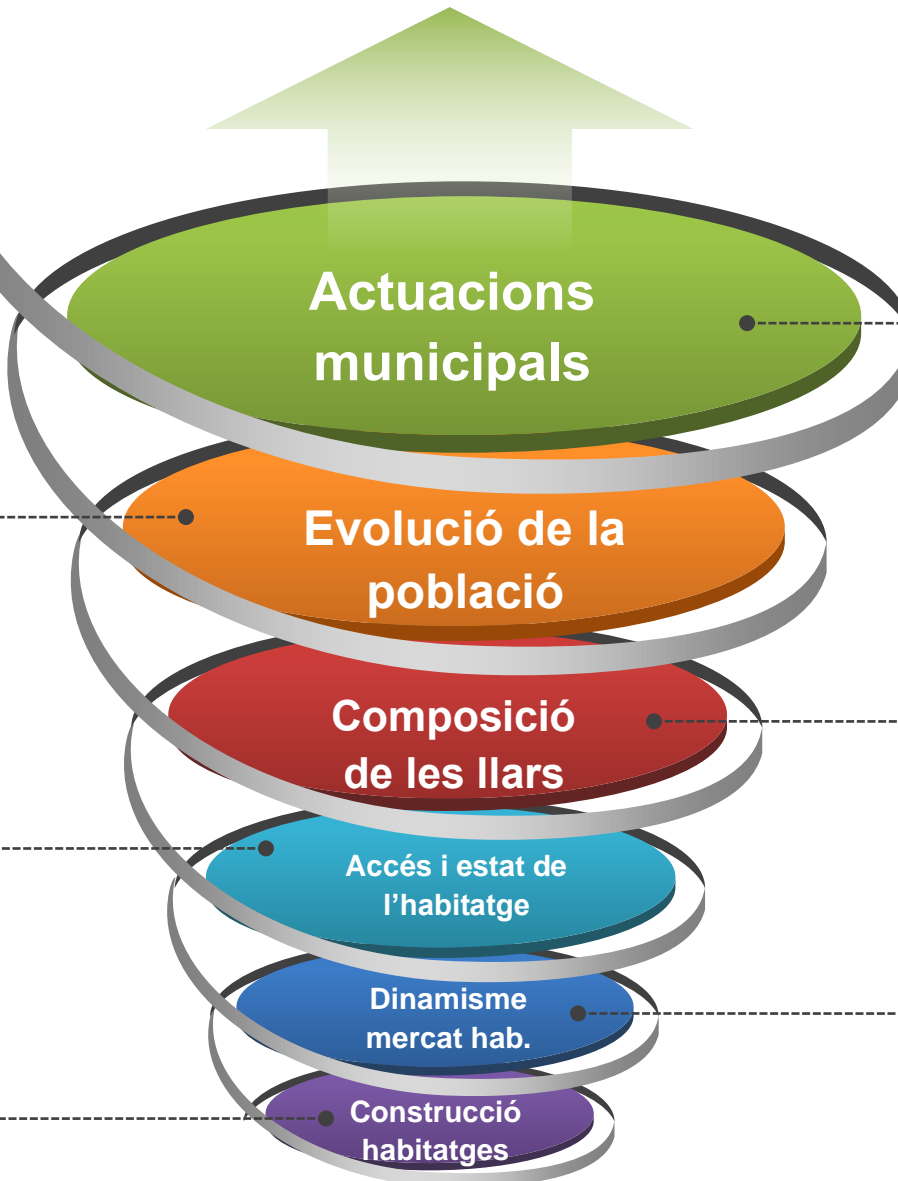 Actuacions
municipals
Evolució de la
població
Composició
de les llars
Accés i estat de
l’habitatge
Dinamisme
mercat hab.
Construcció
habitatges